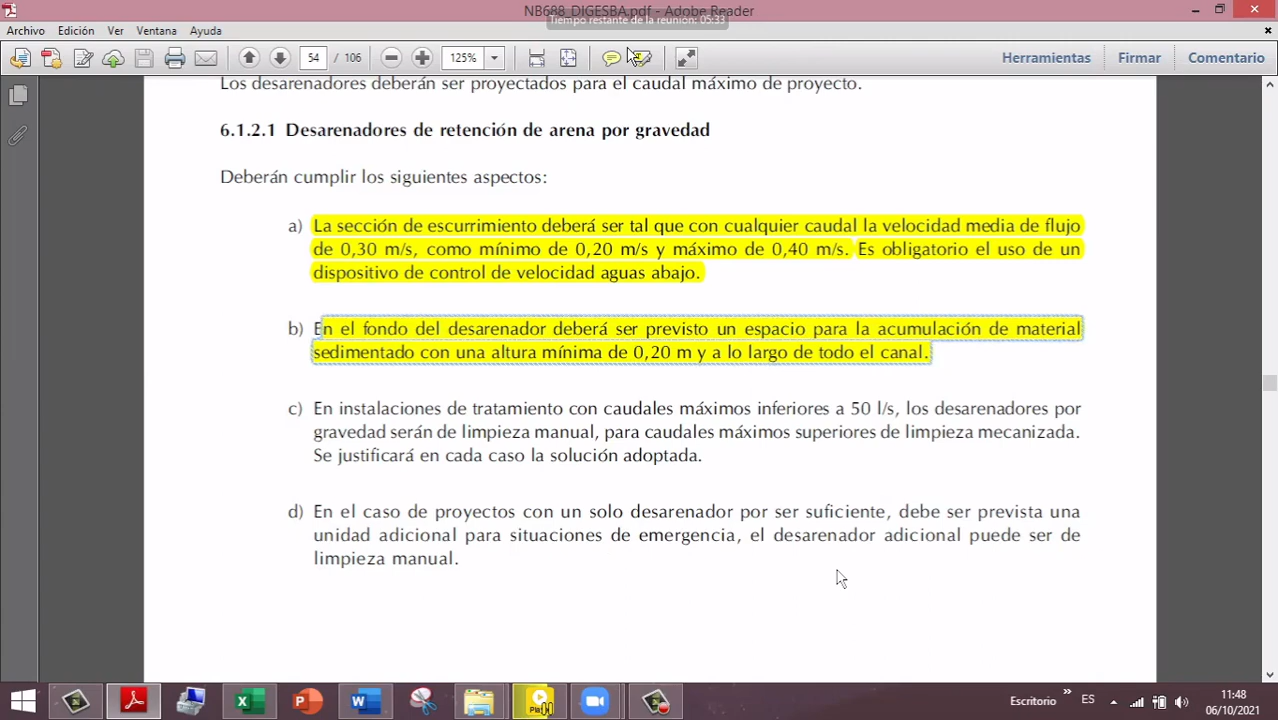 NB688_DIGESBA.pdf - Adobe Reader
Tiempo restante de la reunión: 05:33
Archivo Edición Ver Ventana Ayuda
54 / 106 125% Herramientas Firmar Comentario
Los desarenadores deberán ser proyectados para el caudal máximo de proyecto.
6.1.2.1 Desarenadores de retención de arena por gravedad
Deberán cumplir los siguientes aspectos:
a) La sección de escurrimiento deberá ser tal que con cualquier caudal la velocidad media de flujo
de 0,30 m/s, como mínimo de 0,20 m/s y máximo de 0,40 m/s. Es obligatorio el uso de un
dispositivo de control de velocidad aguas abajo.
b) En el fondo del desarenador deberá ser previsto un espacio para la acumulación de material
sedimentado con una altura mínima de 0,20 m y a lo largo de todo el canal.
c) En instalaciones de tratamiento con caudales máximos inferiores a 50 l/s, los desarenadores por
gravedad serán de limpieza manual, para caudales máximos superiores de limpieza mecanizada.
Se justificará en cada caso la solución adoptada.
d) En el caso de proyectos con un solo desarenador por ser suficiente, debe ser prevista una
unidad adicional para situaciones de emergencia, el desarenador adicional puede ser de
limpieza manual.
Escritorio » ES 11:48
06/10/2021